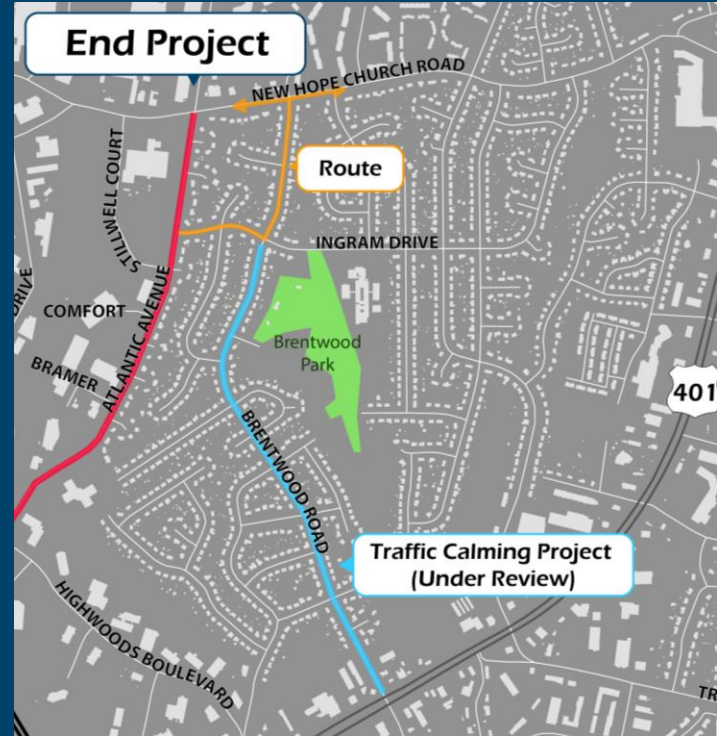 End Project
NEW HOPE CHURCH ROAD
STILLWELL COURT
Route
INGRAM DRIVE
DRIVE
COMFORT
ATLANTIC AVENUE
BRAMER
Brentwood
Park
401
BRENTWOOD ROAD
Traffic Calming Project
(Under Review)
HIGHWOODS BOULEVARD
TR